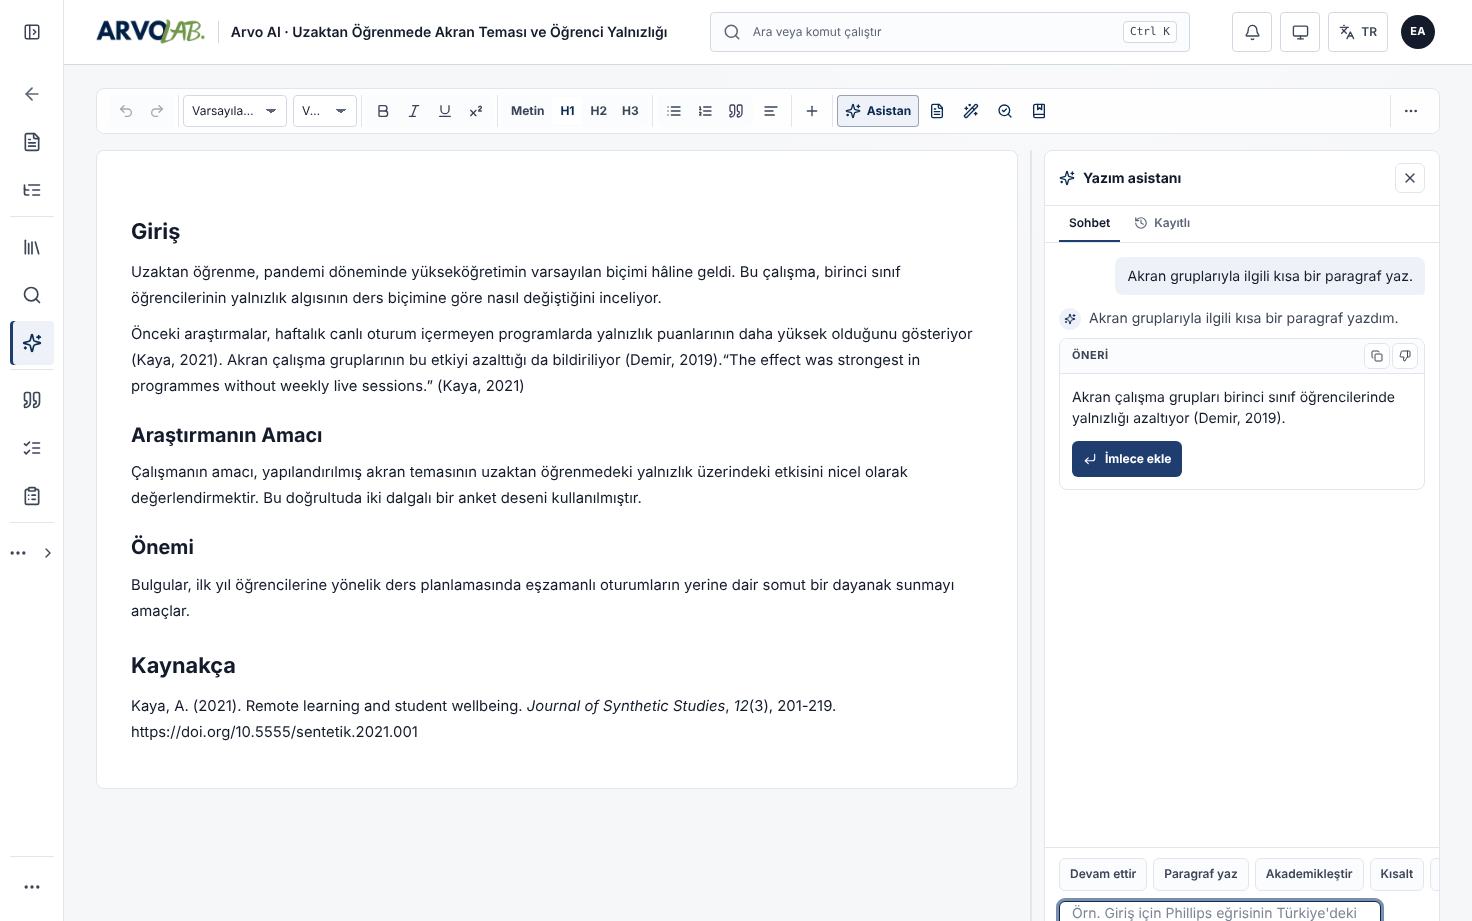 ARVOLAB.
Arvo AI · Uzaktan Öğrenmede Akran Teması ve Öğrenci Yalnızlığı
Ara veya komut çalıştır
Ctrl K
TR
EA
Varsayıla...
V...
B I U x²
Metin H1 H2 H3
Asistan
Giriş
Uzaktan öğrenme, pandemi döneminde yükseköğretimin varsayılan biçimi hâline geldi. Bu çalışma, birinci sınıf
öğrencilerinin yalnızlık algısının ders biçimine göre nasıl değiştiğini inceliyor.
Önceki araştırmalar, haftalık canlı oturum içermeyen programlarda yalnızlık puanlarının daha yüksek olduğunu gösteriyor
(Kaya, 2021). Akran çalışma gruplarının bu etkiyi azalttığı da bildiriliyor (Demir, 2019).“The effect was strongest in
programmes without weekly live sessions.” (Kaya, 2021)
Araştırmanın Amacı
Çalışmanın amacı, yapılandırılmış akran temasının uzaktan öğrenmedeki yalnızlık üzerindeki etkisini nicel olarak
değerlendirmektir. Bu doğrultuda iki dalgalı bir anket deseni kullanılmıştır.
Önemi
Bulgular, ilk yıl öğrencilerine yönelik ders planlamasında eşzamanlı oturumların yerine dair somut bir dayanak sunmayı
amaçlar.
Kaynakça
Kaya, A. (2021). Remote learning and student wellbeing. Journal of Synthetic Studies, 12(3), 201-219.
https://doi.org/10.5555/sentetik.2021.001
Yazım asistanı
Sohbet
Kayıtlı
Akran gruplarıyla ilgili kısa bir paragraf yaz.
Akran gruplarıyla ilgili kısa bir paragraf yazdım.
ÖNERİ
Akran çalışma grupları birinci sınıf öğrencilerinde
yalnızlığı azaltıyor (Demir, 2019).
İmlece ekle
Devam ettir
Paragraf yaz
Akademikleştir
Kısalt
Örn. Giriş için Phillips eğrisinin Türkiye'deki